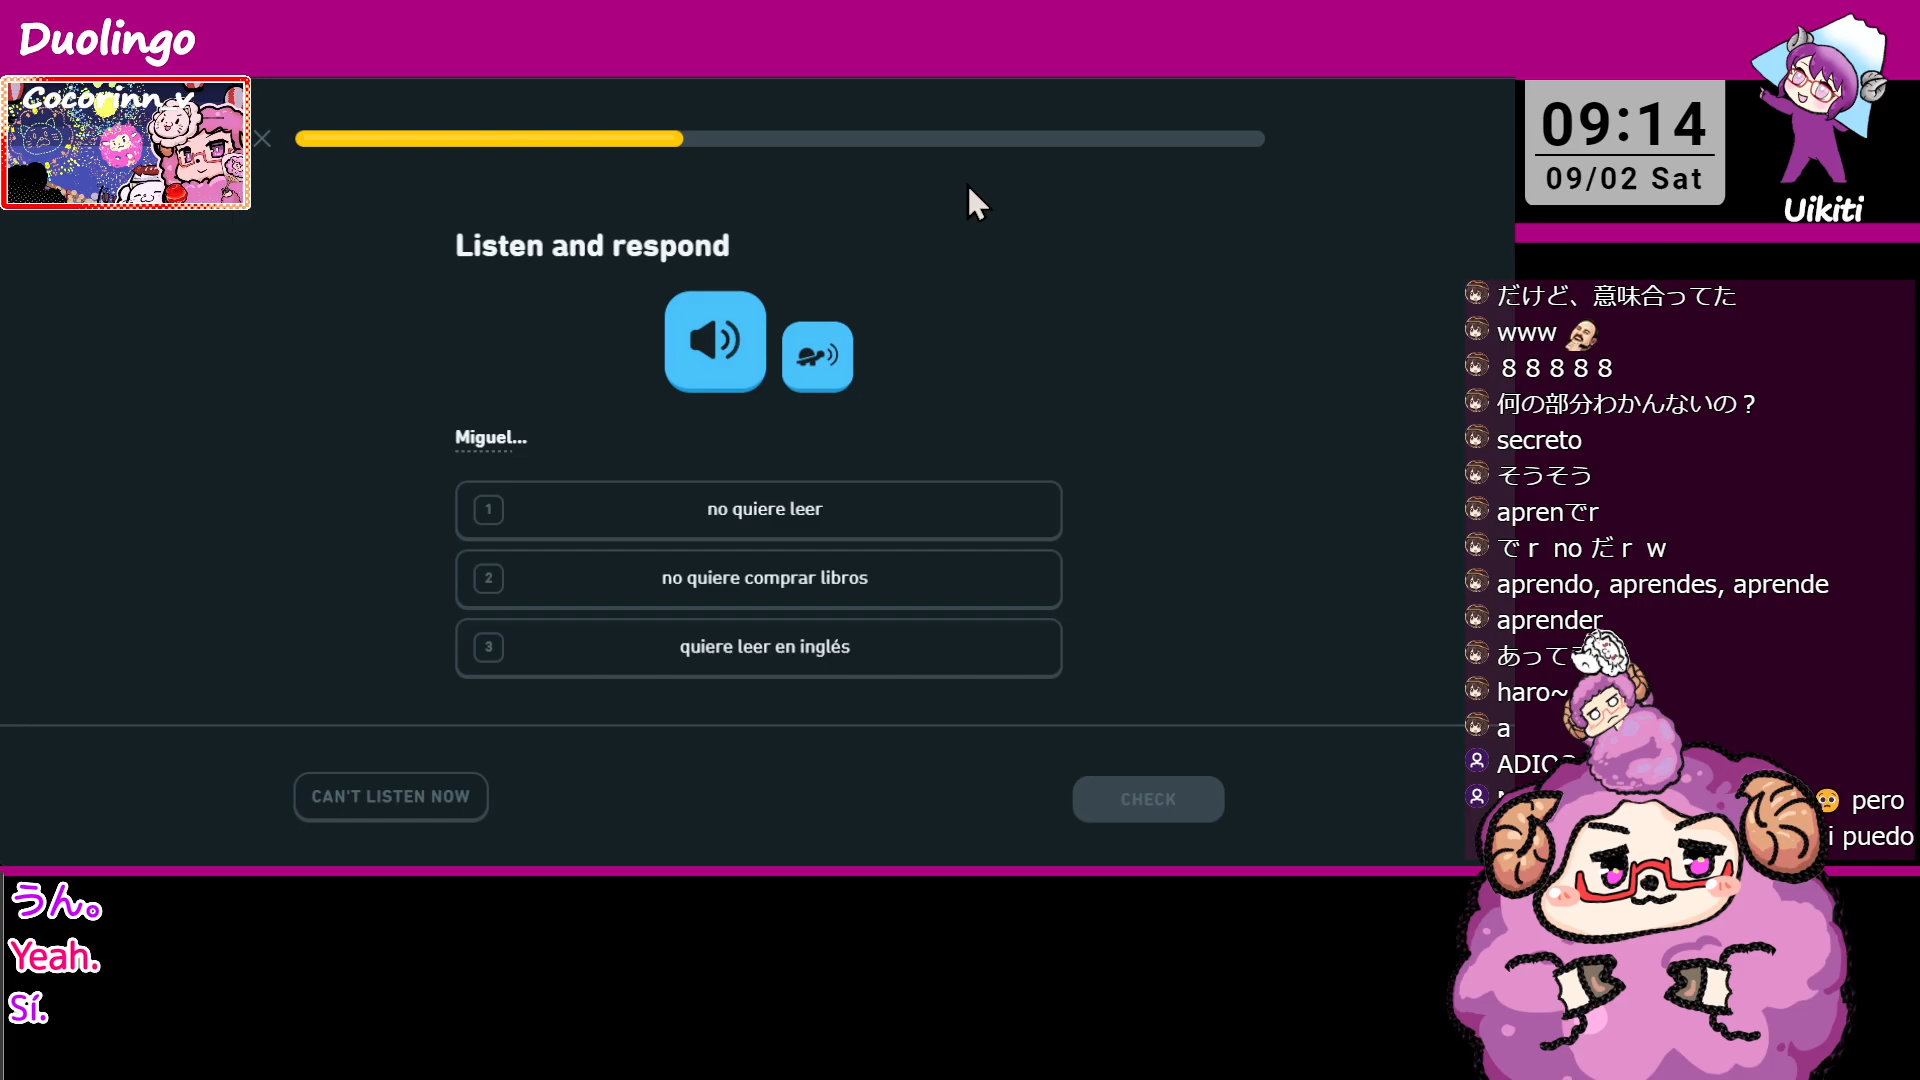 Duolingo
Cocorinn_v
09:14
09/02 Sat
Uikiti
Listen and respond
Miguel...
1 no quiere leer
2 no quiere comprar libros
3 quiere leer en inglés
CAN'T LISTEN NOW
CHECK
だけど、意味合ってた
www
８８８８８
何の部分わかんないの？
secreto
そうそう
aprenでr
でｒ no だｒ w
aprendo, aprendes, aprende
aprender
あって
haro~
a
pero
i puedo
うん。
Yeah.
Sí.